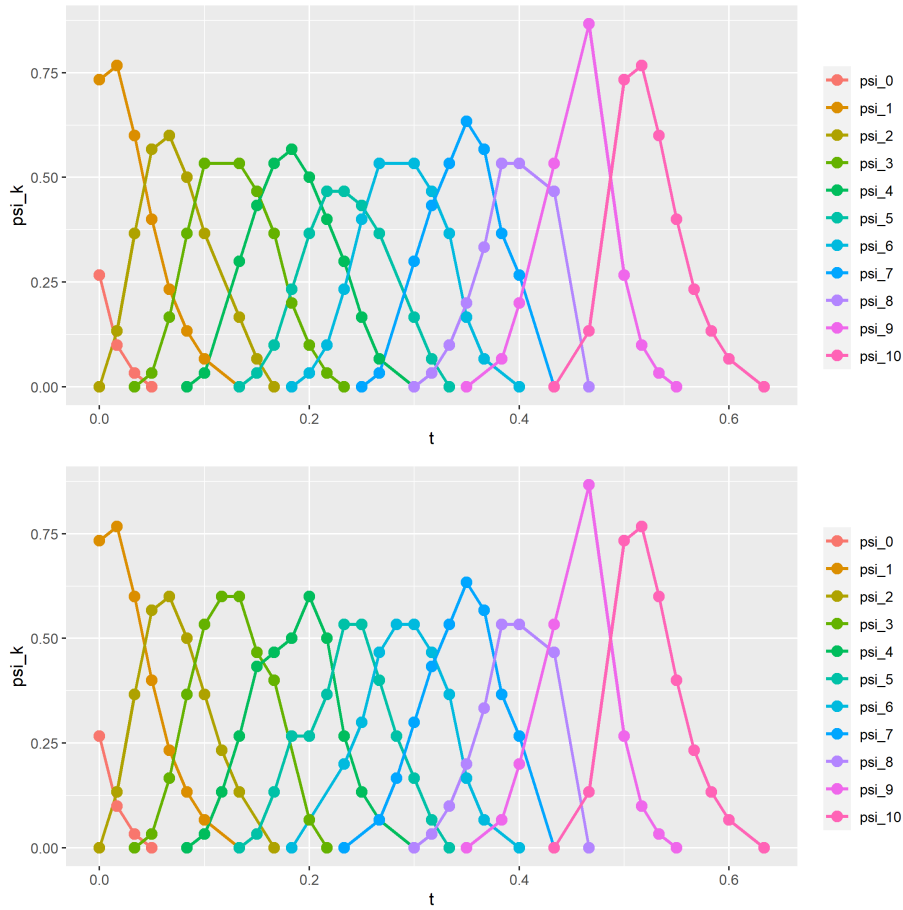 0.75
0.50
0.25
0.00
psi_k
0.0
0.2
0.4
0.6
t
psi_0
psi_1
psi_2
psi_3
psi_4
psi_5
psi_6
psi_7
psi_8
psi_9
psi_10
0.75
0.50
0.25
0.00
psi_k
0.0
0.2
0.4
0.6
t
psi_0
psi_1
psi_2
psi_3
psi_4
psi_5
psi_6
psi_7
psi_8
psi_9
psi_10